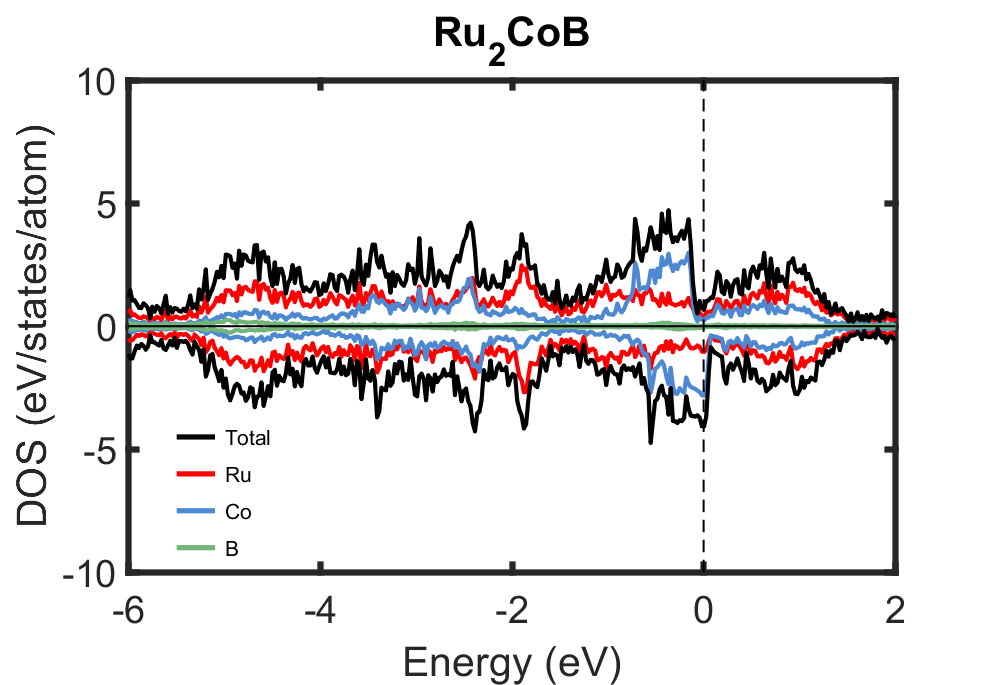 Ru₂CoB
DOS (eV/states/atom)
10
5
0
-5
-10
Total
Ru
Co
B
-6 -4 -2 0 2
Energy (eV)